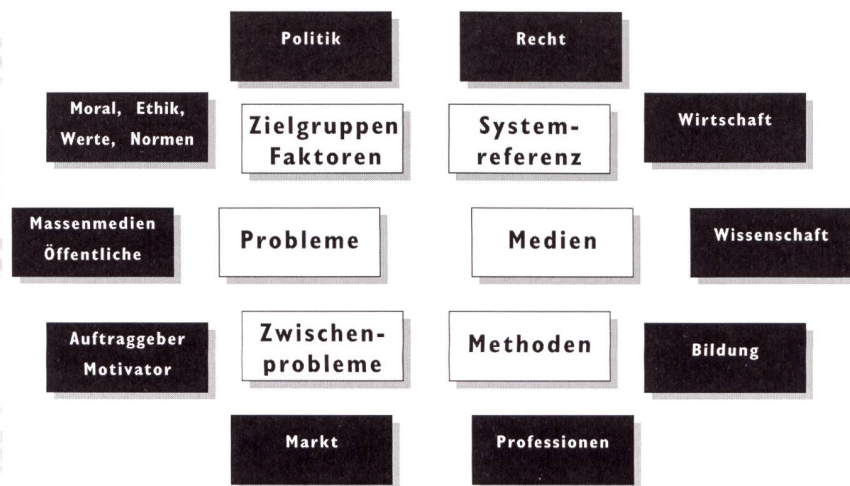 Politik
Recht
Moral, Ethik,
Werte, Normen
Zielgruppen
Faktoren
System-
referenz
Wirtschaft
Massenmedien
Öffentliche
Probleme
Medien
Wissenschaft
Auftraggeber
Motivator
Zwischen-
probleme
Methoden
Bildung
Markt
Professionen